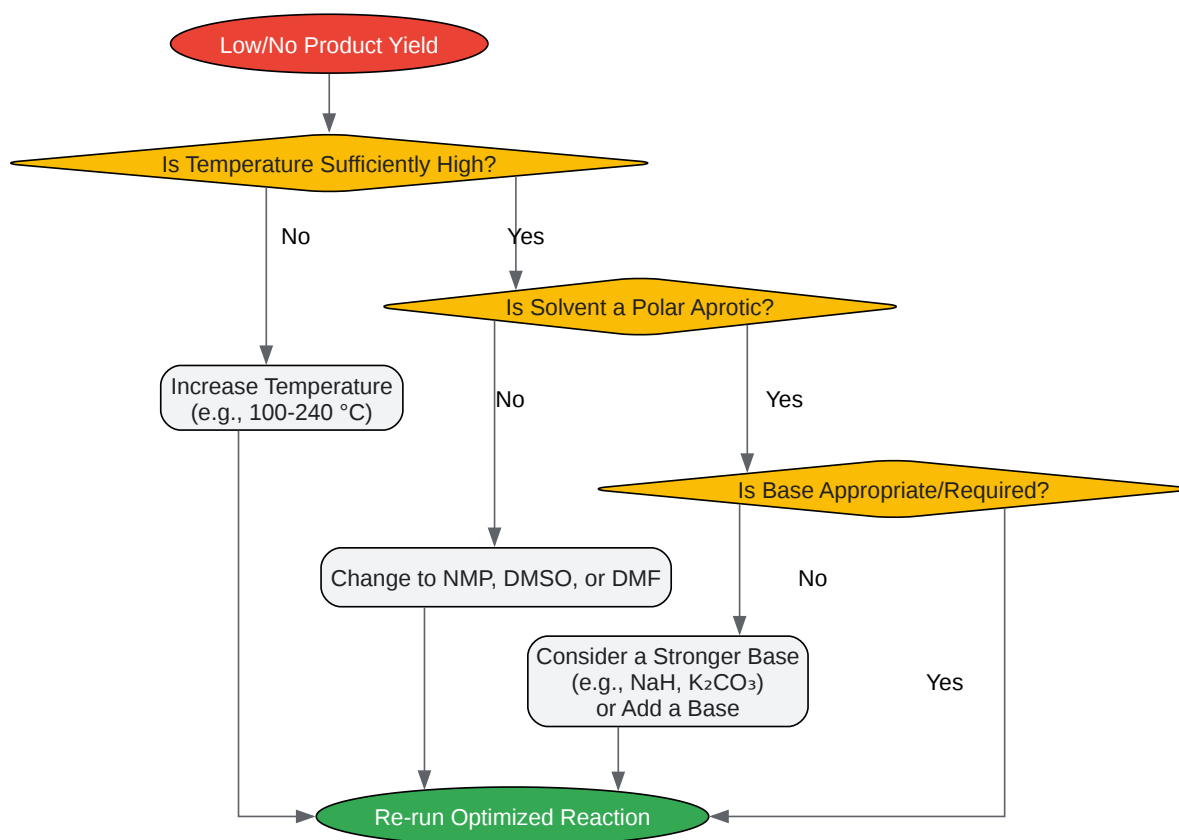 Low/No Product Yield
Is Temperature Sufficiently High?
No
Yes
Is Solvent a Polar Aprotic?
Increase Temperature
(e.g., 100-240 °C)
No
Yes
Is Base Appropriate/Required?
Change to NMP, DMSO, or DMF
No
Consider a Stronger Base
(e.g., NaH, K₂CO₃)
or Add a Base
Yes
Re-run Optimized Reaction